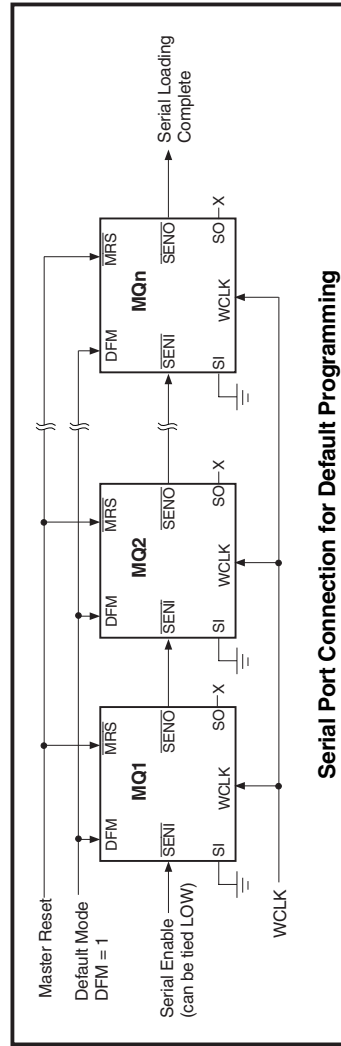 Master Reset
Default Mode
DFM = 1
DFM
MRS
MQ1
SENI
SENO
SI
WCLK
SO
X
DFM
MRS
MQ2
SENI
SENO
SI
WCLK
SO
X
DFM
MRS
MQn
SENI
SENO
SI
WCLK
SO
X
Serial Enable
(can be tied LOW)
Serial Loading
Complete
WCLK
Serial Port Connection for Default Programming